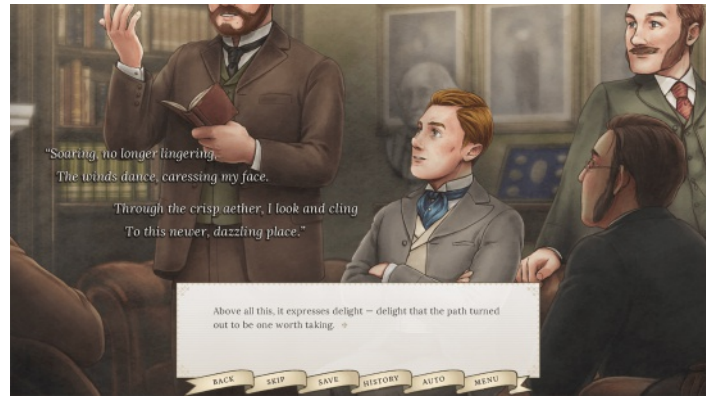 "Soaring, no longer lingering,
The winds dance, caressing my face.
Through the crisp aether, I look and cling
To this newer, dazzling place."
Above all this, it expresses delight — delight that the path turned
out to be one worth taking.
BACK SKIP SAVE HISTORY AUTO MENU